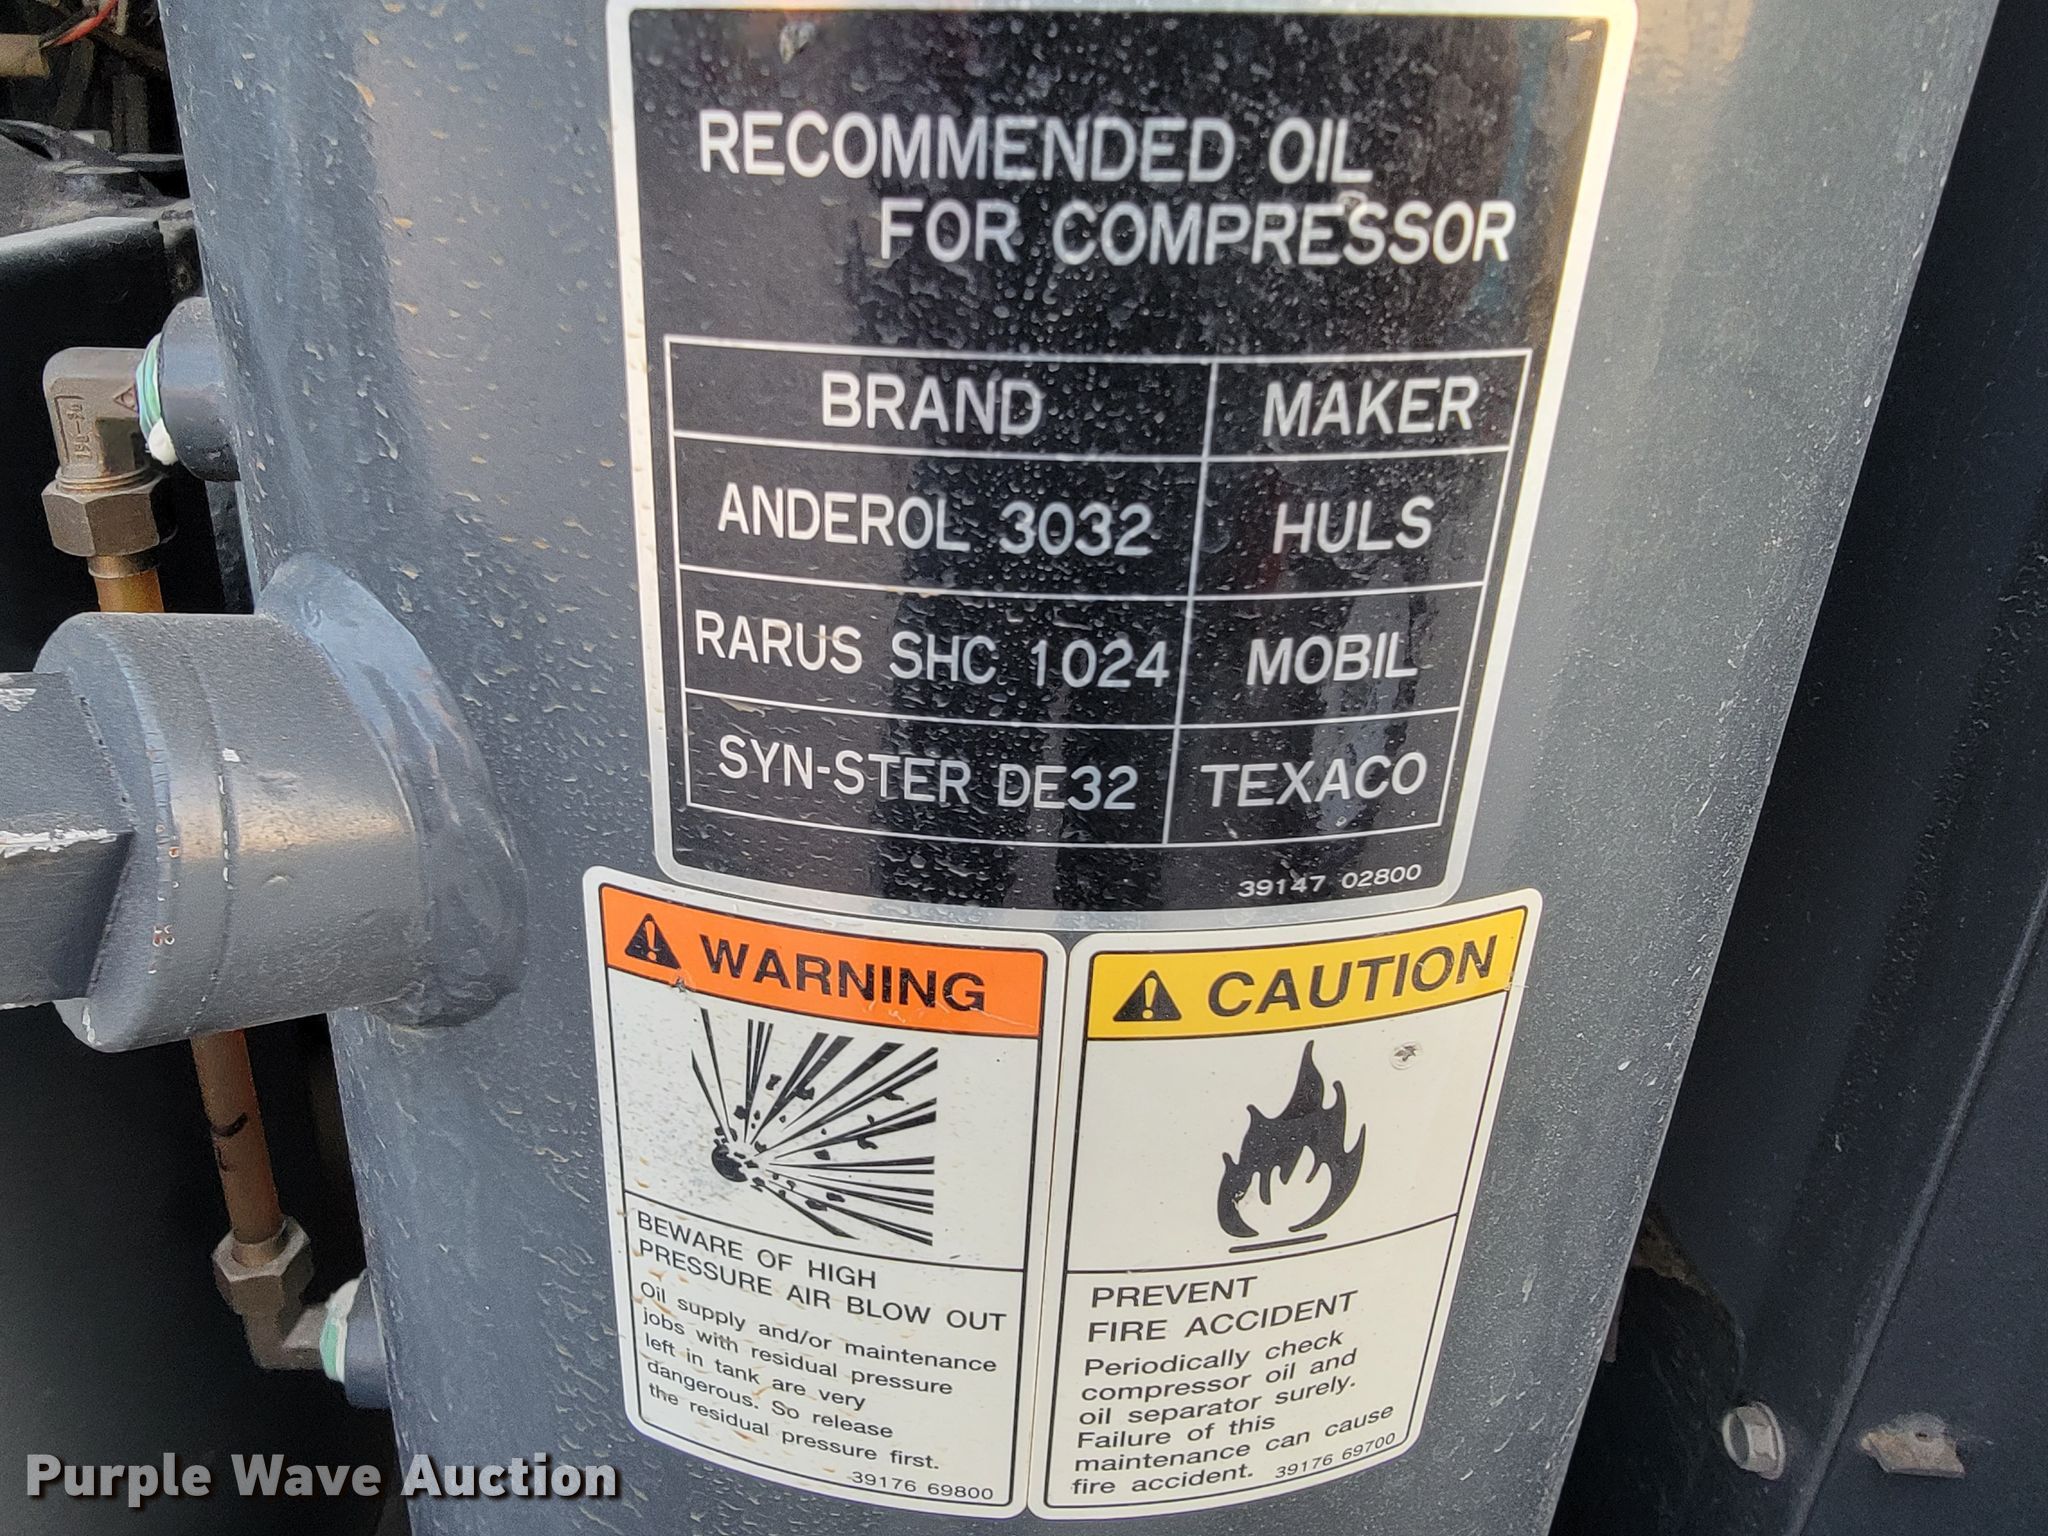 RECOMMENDED OIL
FOR COMPRESSOR
BRAND MAKER
ANDEROL 3032 HULS
RARUS SHC 1024 MOBIL
SYN-STER DE32 TEXACO
39147 02800
WARNING
BEWARE OF HIGH
PRESSURE AIR BLOW OUT
Oil supply and/or maintenance
jobs with residual pressure
left in tank are very
dangerous. So release
the residual pressure first.
39176 69800
CAUTION
PREVENT
FIRE ACCIDENT
Periodically check
compressor oil and
oil separator surely.
Failure of this
maintenance can cause
fire accident. 39176 69700
Purple Wave Auction